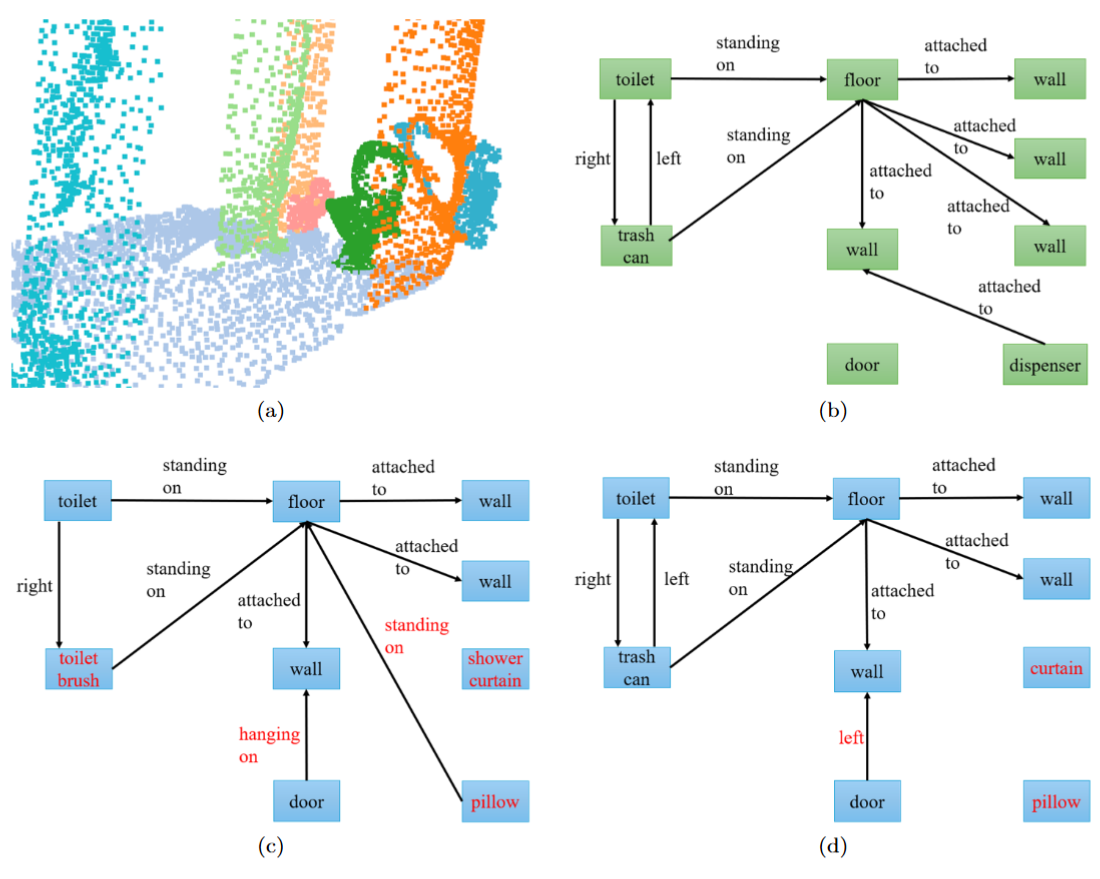 standing
on
attached
to
toilet
floor
wall
right
left
standing
on
attached
to
wall
attached
to
attached
to
trash
can
wall
wall
attached
to
door
dispenser
(a)
(b)
standing
on
attached
to
toilet
floor
wall
right
standing
on
attached
to
attached
to
wall
standing
on
toilet
brush
wall
shower
curtain
hanging
on
door
pillow
standing
on
attached
to
toilet
floor
wall
right
left
standing
on
attached
to
attached
to
wall
trash
can
wall
curtain
left
door
pillow
(c)
(d)